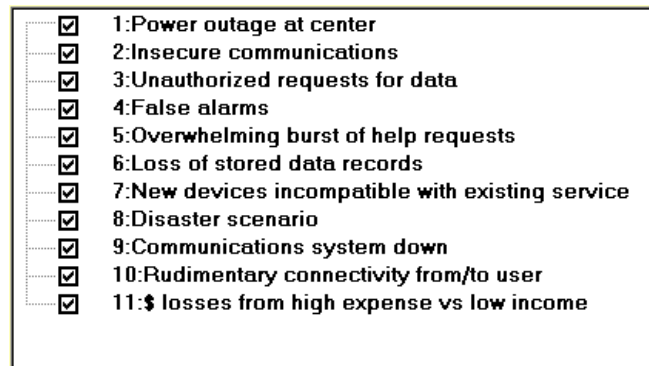 1:Power outage at center
2:Insecure communications
3:Unauthorized requests for data
4:False alarms
5:Overwhelming burst of help requests
6:Loss of stored data records
7:New devices incompatible with existing service
8:Disaster scenario
9:Communications system down
10:Rudimentary connectivity from/to user
11:$ losses from high expense vs low income